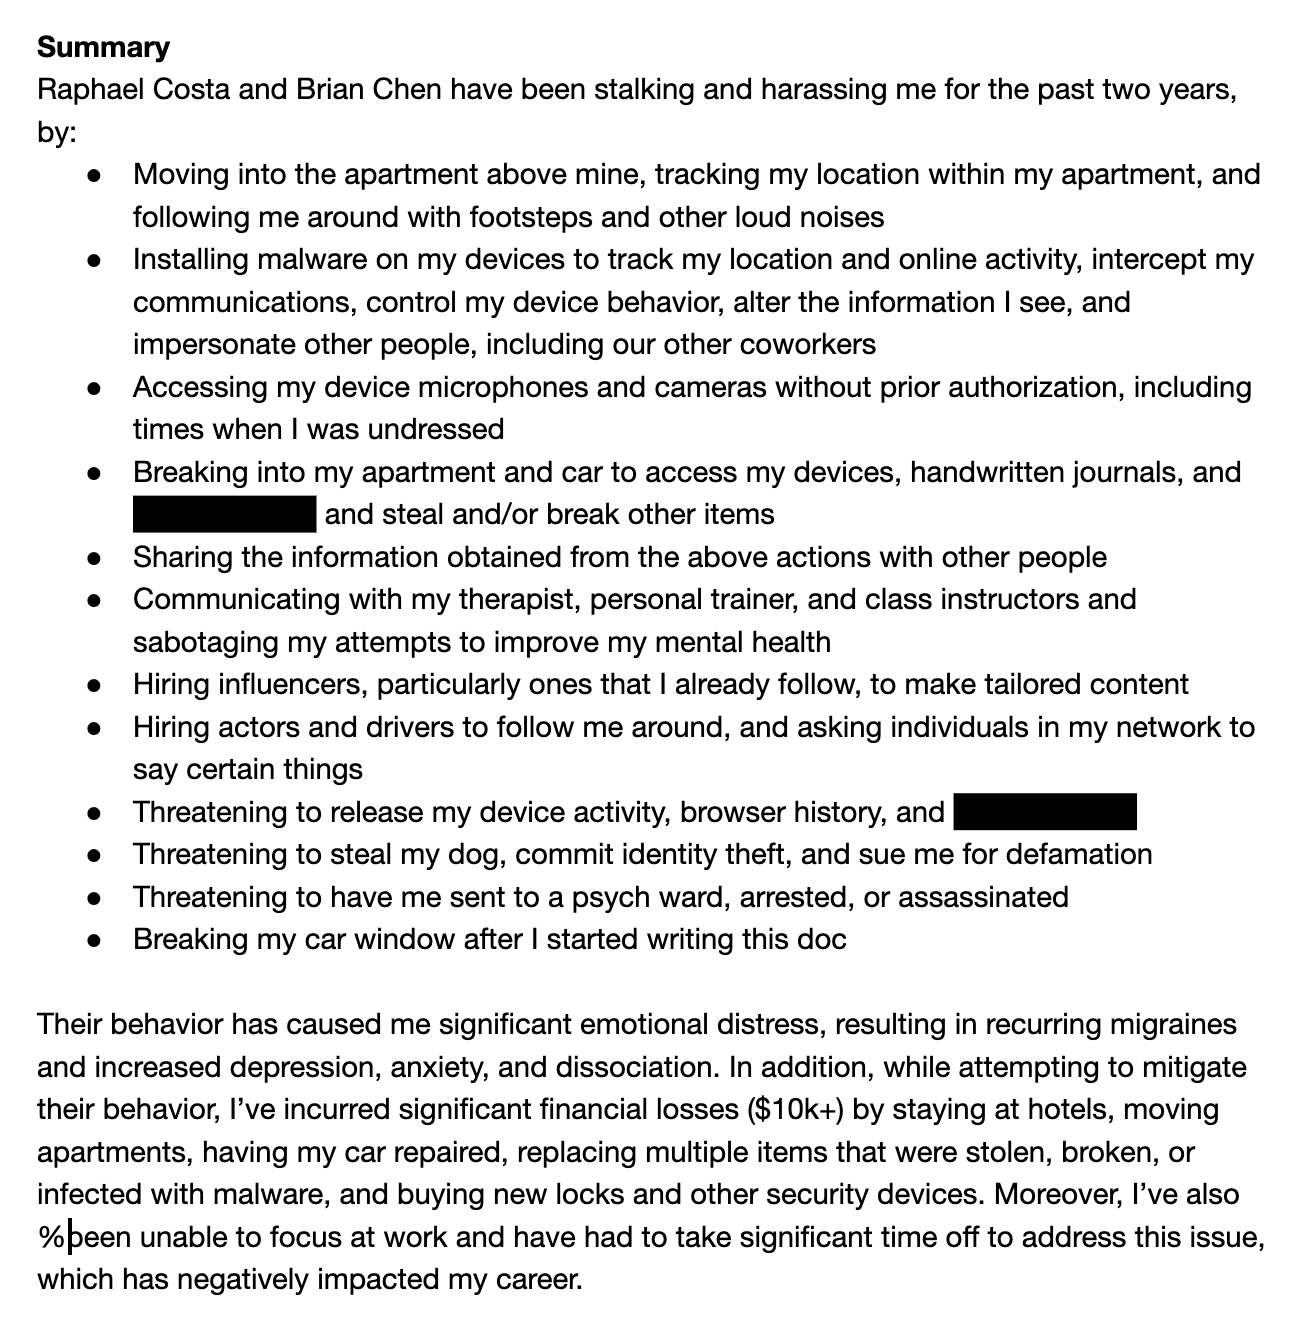 Summary
Raphael Costa and Brian Chen have been stalking and harassing me for the past two years,
by:
● Moving into the apartment above mine, tracking my location within my apartment, and
following me around with footsteps and other loud noises
● Installing malware on my devices to track my location and online activity, intercept my
communications, control my device behavior, alter the information I see, and
impersonate other people, including our other coworkers
● Accessing my device microphones and cameras without prior authorization, including
times when I was undressed
● Breaking into my apartment and car to access my devices, handwritten journals, and
and steal and/or break other items
● Sharing the information obtained from the above actions with other people
● Communicating with my therapist, personal trainer, and class instructors and
sabotaging my attempts to improve my mental health
● Hiring influencers, particularly ones that I already follow, to make tailored content
● Hiring actors and drivers to follow me around, and asking individuals in my network to
say certain things
● Threatening to release my device activity, browser history, and
● Threatening to steal my dog, commit identity theft, and sue me for defamation
● Threatening to have me sent to a psych ward, arrested, or assassinated
● Breaking my car window after I started writing this doc
Their behavior has caused me significant emotional distress, resulting in recurring migraines
and increased depression, anxiety, and dissociation. In addition, while attempting to mitigate
their behavior, I’ve incurred significant financial losses ($10k+) by staying at hotels, moving
apartments, having my car repaired, replacing multiple items that were stolen, broken, or
infected with malware, and buying new locks and other security devices. Moreover, I’ve also
%been unable to focus at work and have had to take significant time off to address this issue,
which has negatively impacted my career.